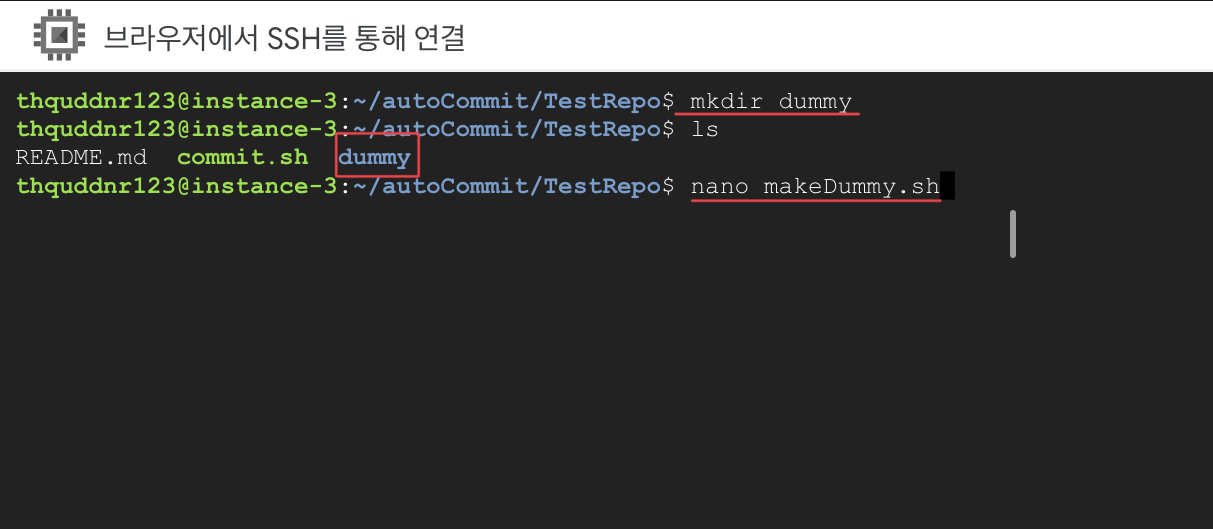 브라우저에서 SSH를 통해 연결
thquddnr123@instance-3:~/autoCommit/TestRepo$ mkdir dummy
thquddnr123@instance-3:~/autoCommit/TestRepo$ ls
README.md  commit.sh  dummy
thquddnr123@instance-3:~/autoCommit/TestRepo$ nano makeDummy.sh